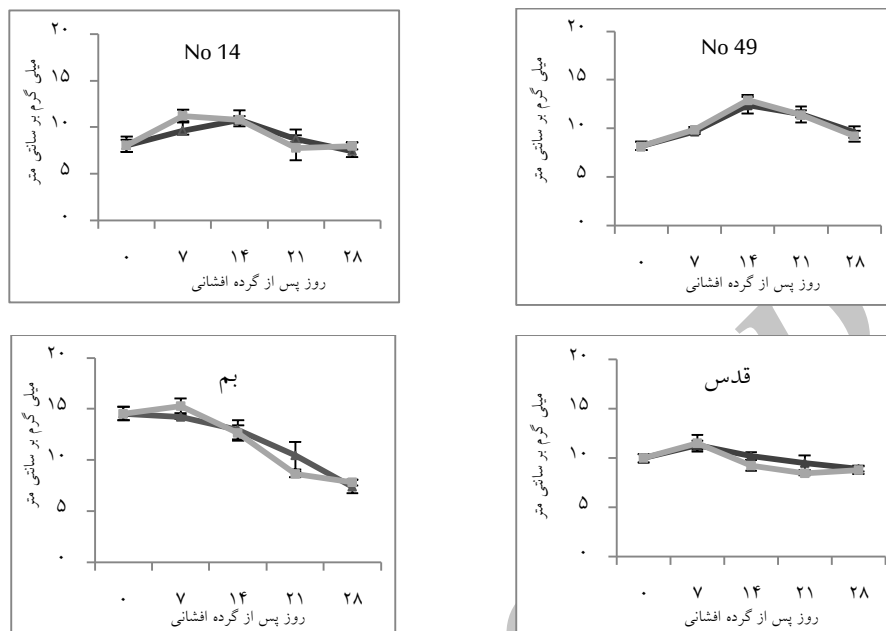 No 14
میلی گرم بر سانتی متر
۲۰
۱۵
۱۰
۵
۰
۰ ۷ ۱۴ ۲۱ ۲۸
روز پس از گرده افشانی
No 49
میلی گرم بر سانتی متر
۲۰
۱۵
۱۰
۵
۰
۰ ۷ ۱۴ ۲۱ ۲۸
روز پس از گرده افشانی
بم
میلی گرم بر سانتی متر
۲۰
۱۵
۱۰
۵
۰
۰ ۷ ۱۴ ۲۱ ۲۸
روز پس از گرده افشانی
قدس
میلی گرم بر سانتی متر
۲۰
۱۵
۱۰
۵
۰
۰ ۷ ۱۴ ۲۱ ۲۸
روز پس از گرده افشانی